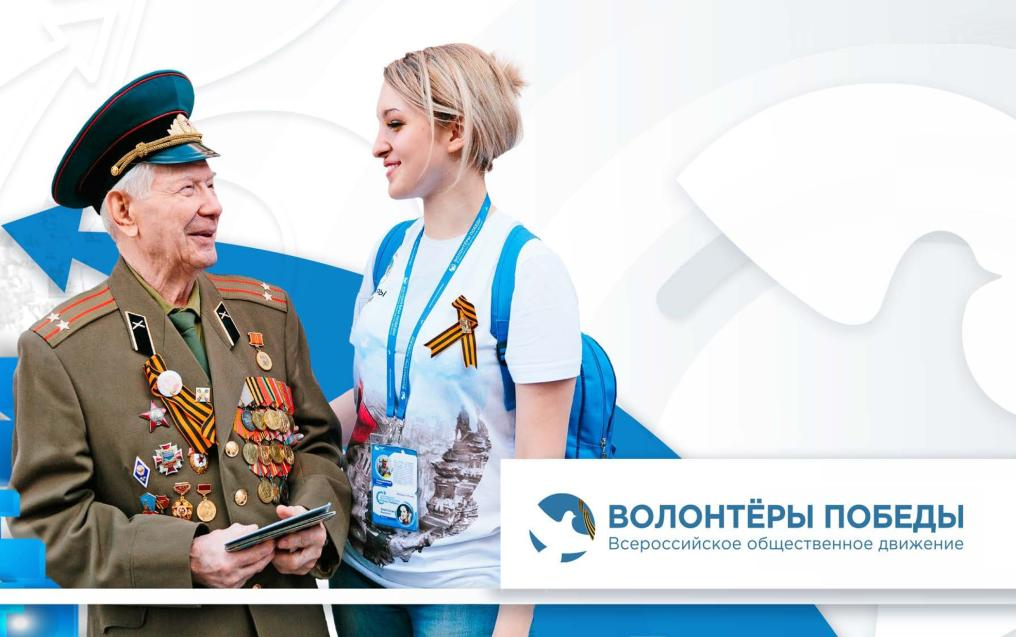 ВОЛОНТЁРЫ ПОБЕДЫ
Всероссийское общественное движение